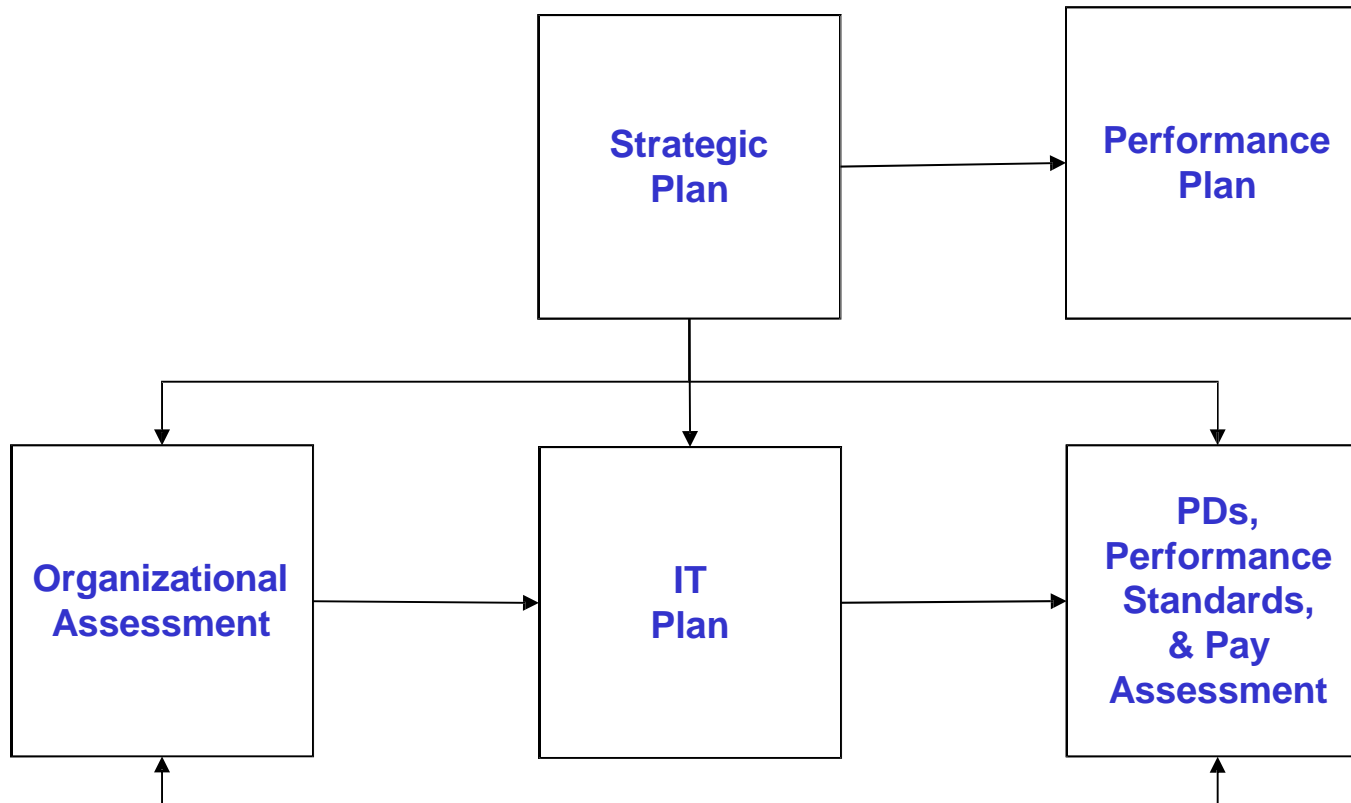 Strategic
Plan
Performance
Plan
Organizational
Assessment
IT
Plan
PDs,
Performance
Standards,
& Pay
Assessment